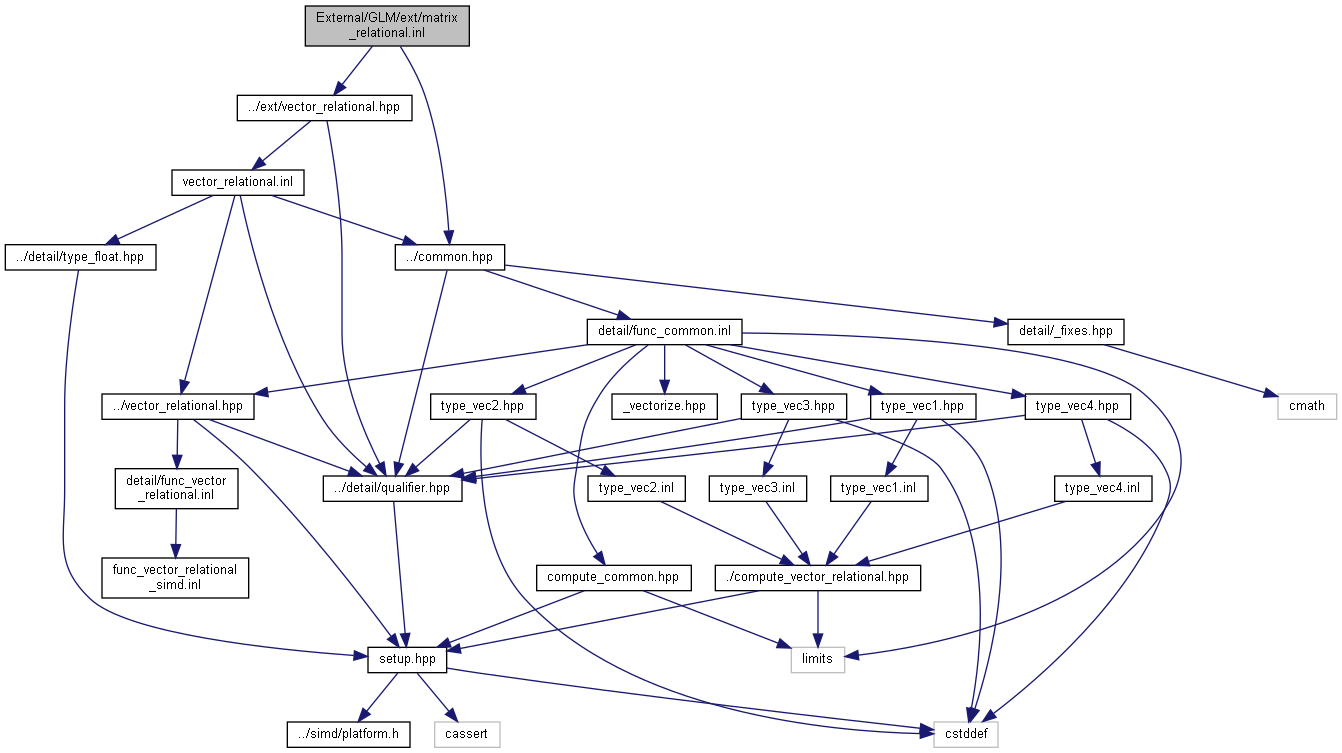 External/GLM/ext/matrix
_relational.inl
../ext/vector_relational.hpp
vector_relational.inl
../detail/type_float.hpp
../common.hpp
detail/func_common.inl
detail/_fixes.hpp
../vector_relational.hpp
type_vec2.hpp
_vectorize.hpp
type_vec3.hpp
type_vec1.hpp
type_vec4.hpp
cmath
detail/func_vector
_relational.inl
../detail/qualifier.hpp
type_vec2.inl
type_vec3.inl
type_vec1.inl
type_vec4.inl
func_vector_relational
_simd.inl
compute_common.hpp
./compute_vector_relational.hpp
setup.hpp
limits
../simd/platform.h
cassert
cstddef